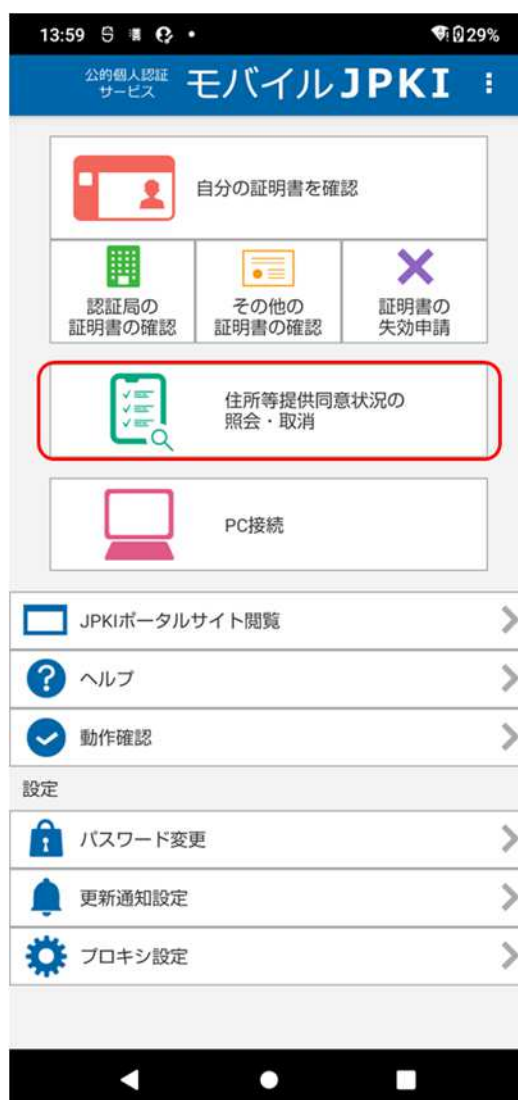 13:59
29%
公的個人認証
サービス
モバイルJPKI
自分の証明書を確認
認証局の
証明書の確認
その他の
証明書の確認
証明書の
失効申請
住所等提供同意状況の
照会・取消
PC接続
JPKIポータルサイト閲覧
ヘルプ
動作確認
設定
パスワード変更
更新通知設定
プロキシ設定